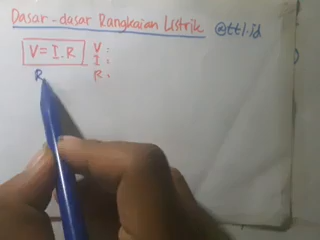 Dasar-dasar Rangkaian Listrik @ttl.id
V = I.R V:
I:
R R: